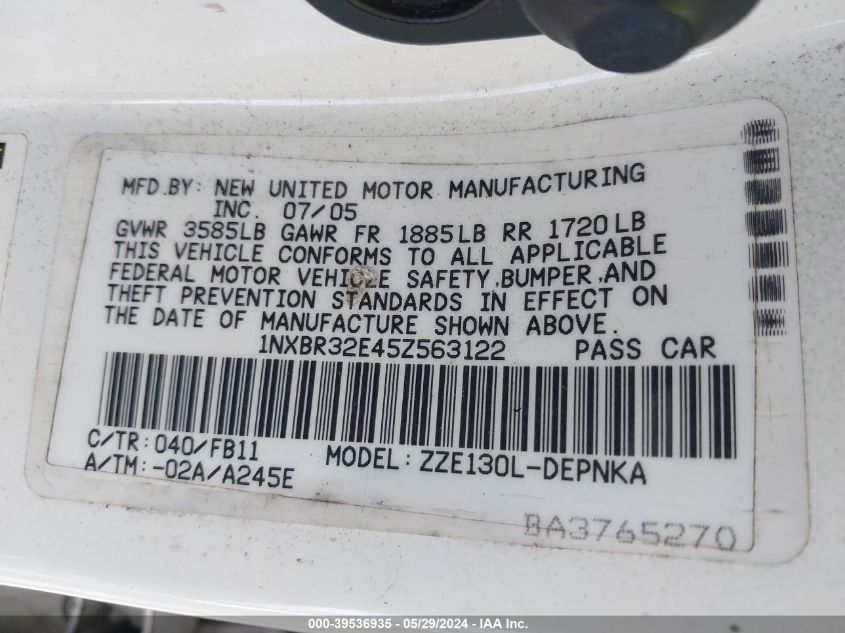 MFD.BY: NEW UNITED MOTOR MANUFACTURING
INC. 07/05
GVWR 3585LB GAWR FR 1885LB RR 1720LB
THIS VEHICLE CONFORMS TO ALL APPLICABLE
FEDERAL MOTOR VEHICLE SAFETY,BUMPER,AND
THEFT PREVENTION STANDARDS IN EFFECT ON
THE DATE OF MANUFACTURE SHOWN ABOVE.
1NXBR32E45Z563122 PASS CAR
C/TR:040/FB11 MODEL:ZZE130L-DEPNKA
A/TM:-02A/A245E
BA3765270
000-39536935 - 05/29/2024 - IAA Inc.